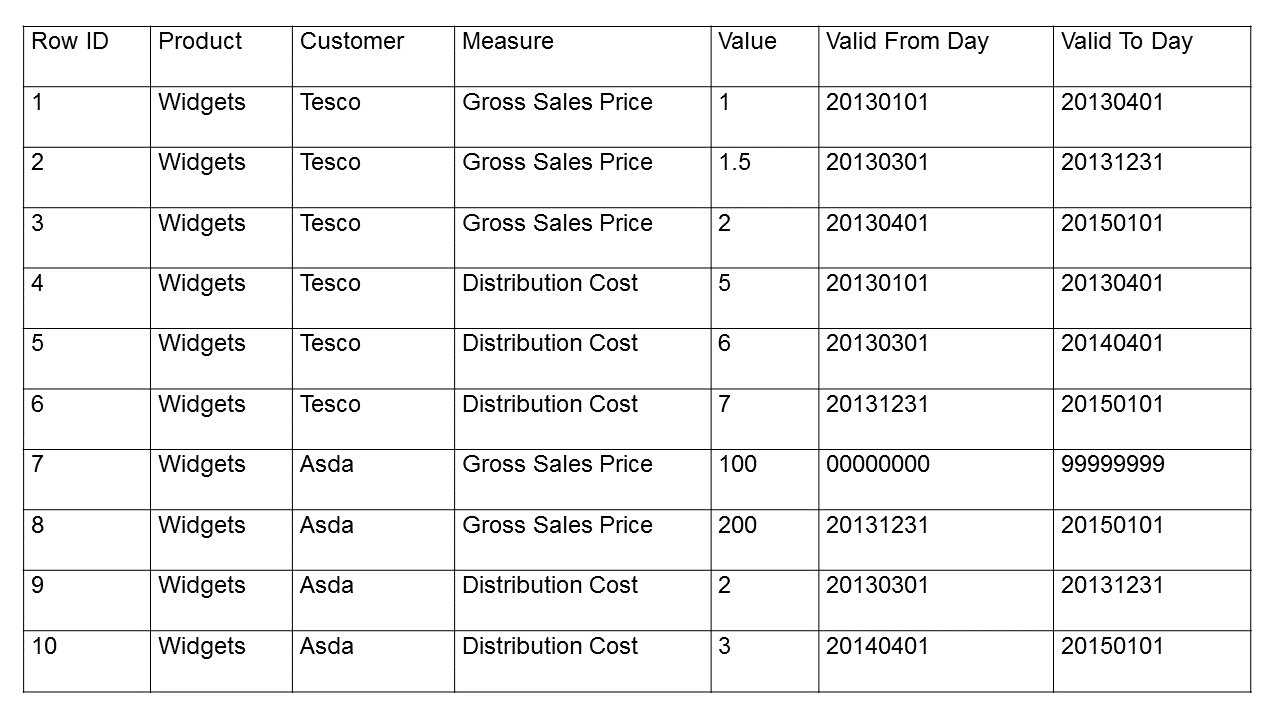 Row ID Product Customer Measure Value Valid From Day Valid To Day
1 Widgets Tesco Gross Sales Price 1 20130101 20130401
2 Widgets Tesco Gross Sales Price 1.5 20130301 20131231
3 Widgets Tesco Gross Sales Price 2 20130401 20150101
4 Widgets Tesco Distribution Cost 5 20130101 20130401
5 Widgets Tesco Distribution Cost 6 20130301 20140401
6 Widgets Tesco Distribution Cost 7 20131231 20150101
7 Widgets Asda Gross Sales Price 100 00000000 99999999
8 Widgets Asda Gross Sales Price 200 20131231 20150101
9 Widgets Asda Distribution Cost 2 20130301 20131231
10 Widgets Asda Distribution Cost 3 20140401 20150101